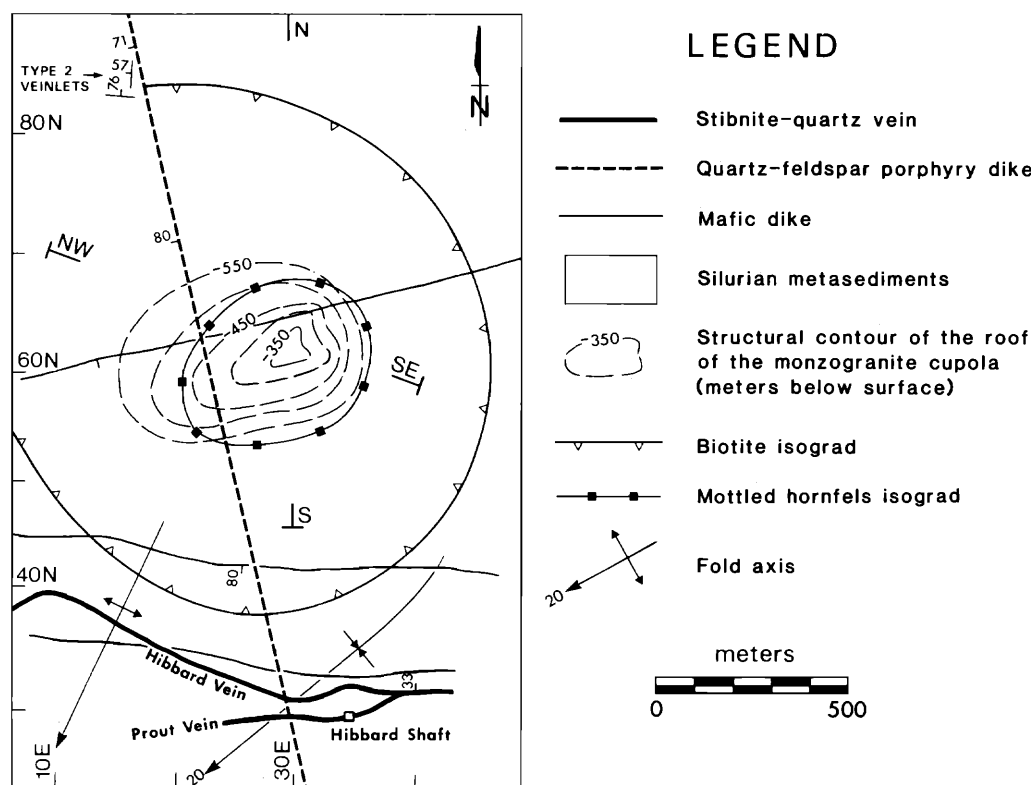 N
71
TYPE 2
VEINLETS
57
76
N
80N
NW
80
-550
-450
-350
60N
SE
S
80
40N
Hibbard Vein
33
Prout Vein
Hibbard Shaft
10E
20
30E
LEGEND
Stibnite-quartz vein
Quartz-feldspar porphyry dike
Mafic dike
Silurian metasediments
-350
Structural contour of the roof
of the monzogranite cupola
(meters below surface)
Biotite isograd
Mottled hornfels isograd
20
Fold axis
meters
0
500